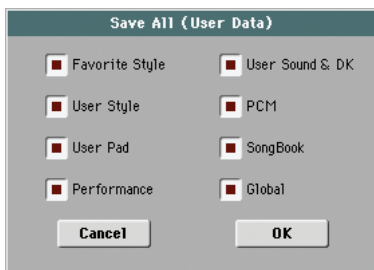 Save All (User Data)
Favorite Style
User Sound & DK
User Style
PCM
User Pad
SongBook
Performance
Global
Cancel
OK